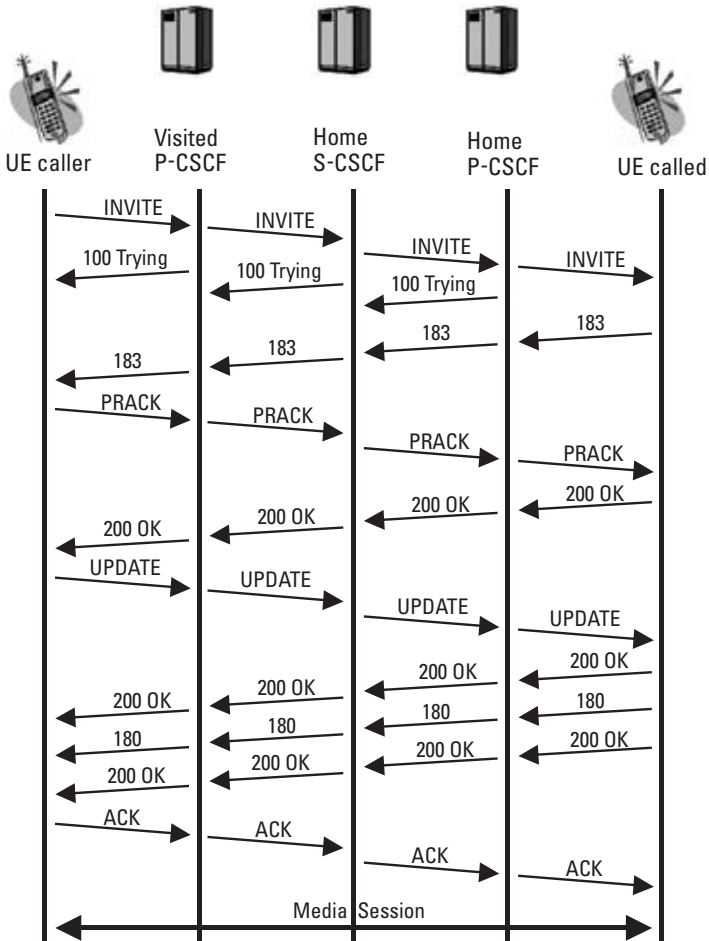 Visited
P-CSCF
Home
S-CSCF
Home
P-CSCF
UE caller
UE called
INVITE
INVITE
INVITE
INVITE
100 Trying
100 Trying
100 Trying
183
183
183
183
PRACK
PRACK
PRACK
PRACK
200 OK
200 OK
200 OK
200 OK
UPDATE
UPDATE
UPDATE
UPDATE
200 OK
200 OK
200 OK
200 OK
180
180
180
180
200 OK
200 OK
200 OK
200 OK
ACK
ACK
ACK
ACK
Media Session